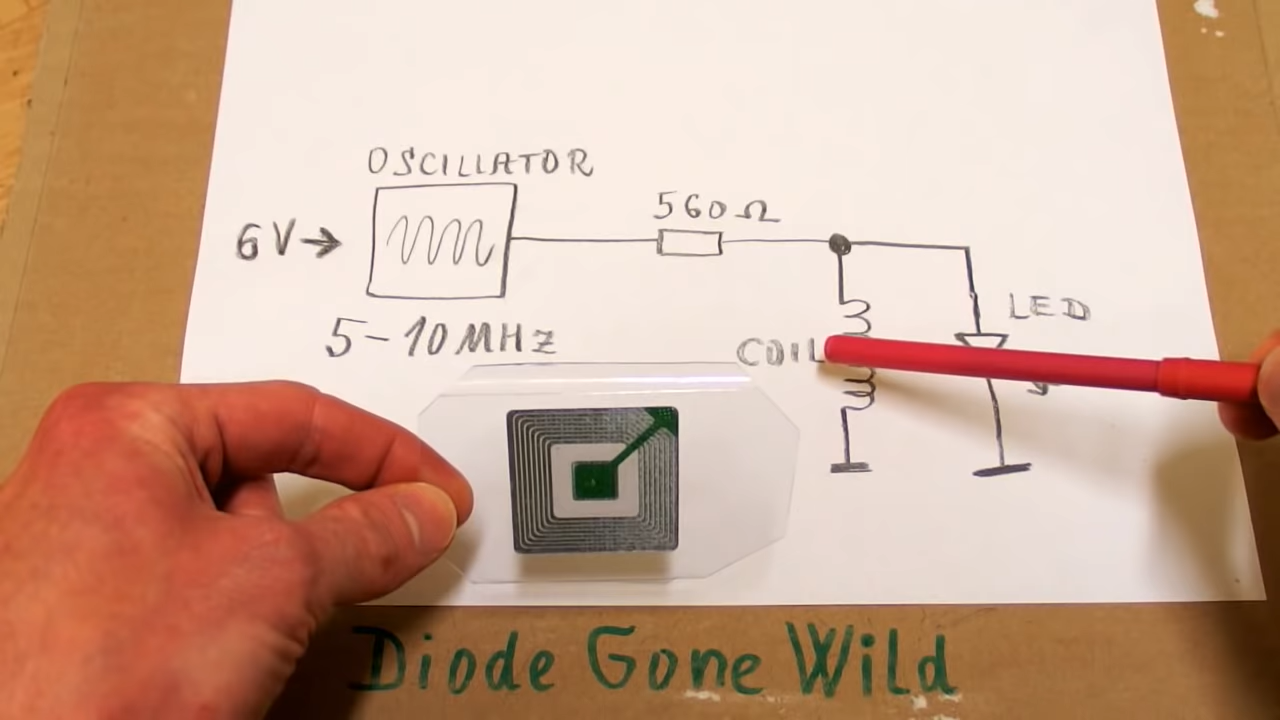 OSCILLATOR
560Ω
6V→
5-10MHz
LED
COIL
Diode Gone Wild